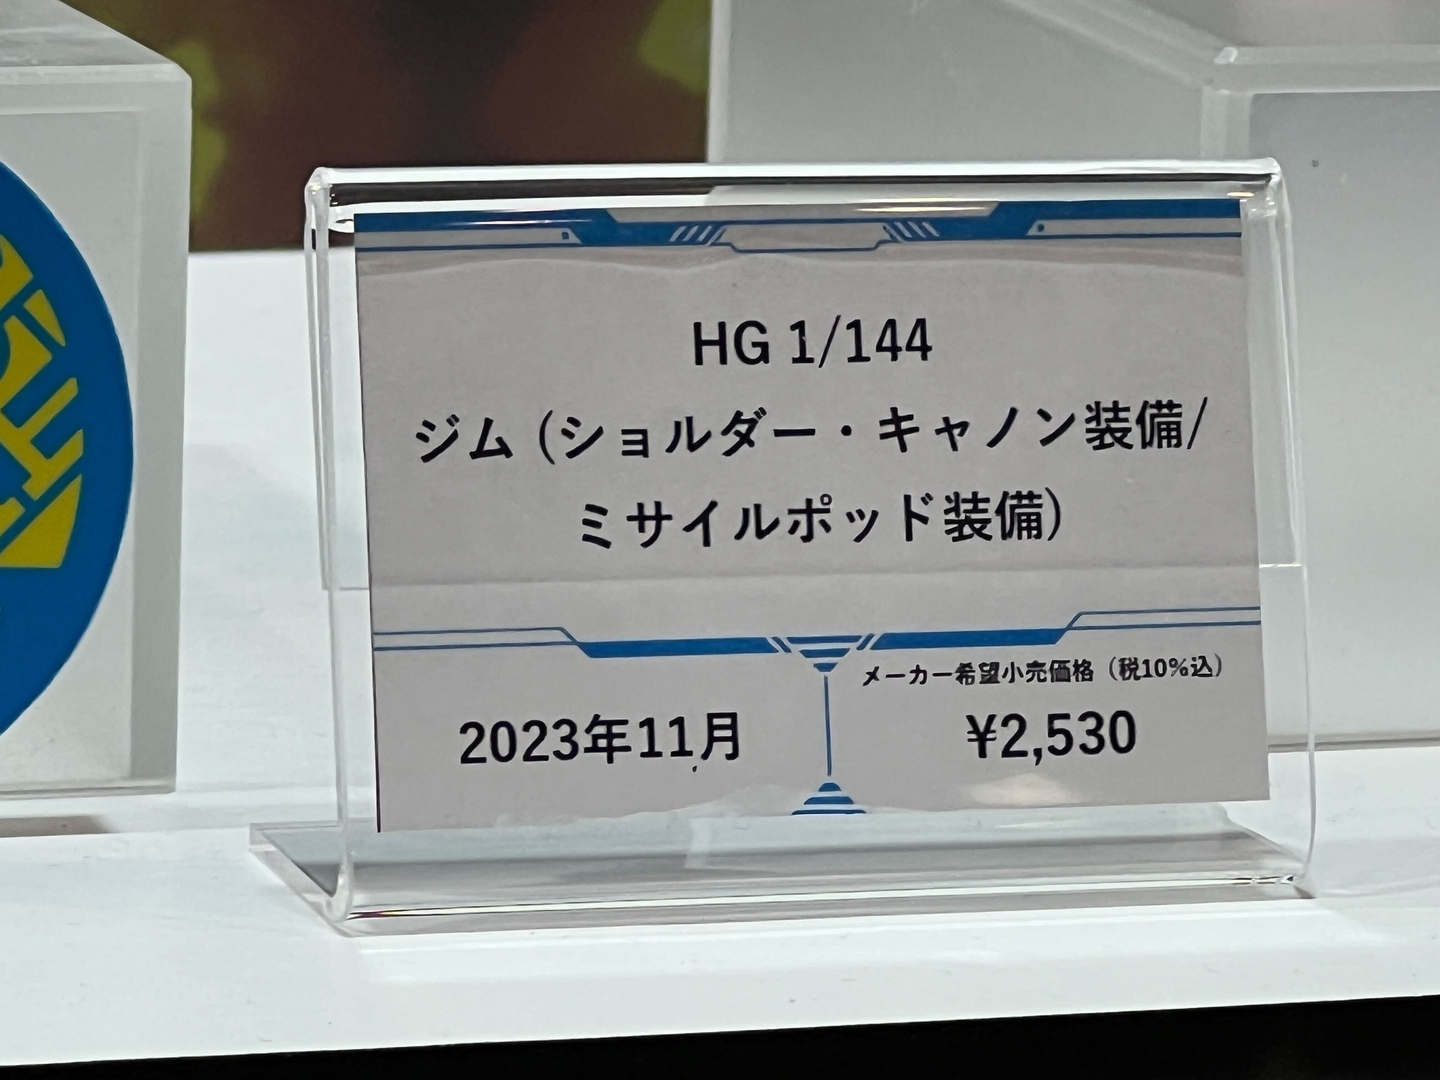 HG 1/144
ジム (ショルダー・キャノン装備/
ミサイルポッド装備)
メーカー希望小売価格（税10%込）
2023年11月
¥2,530